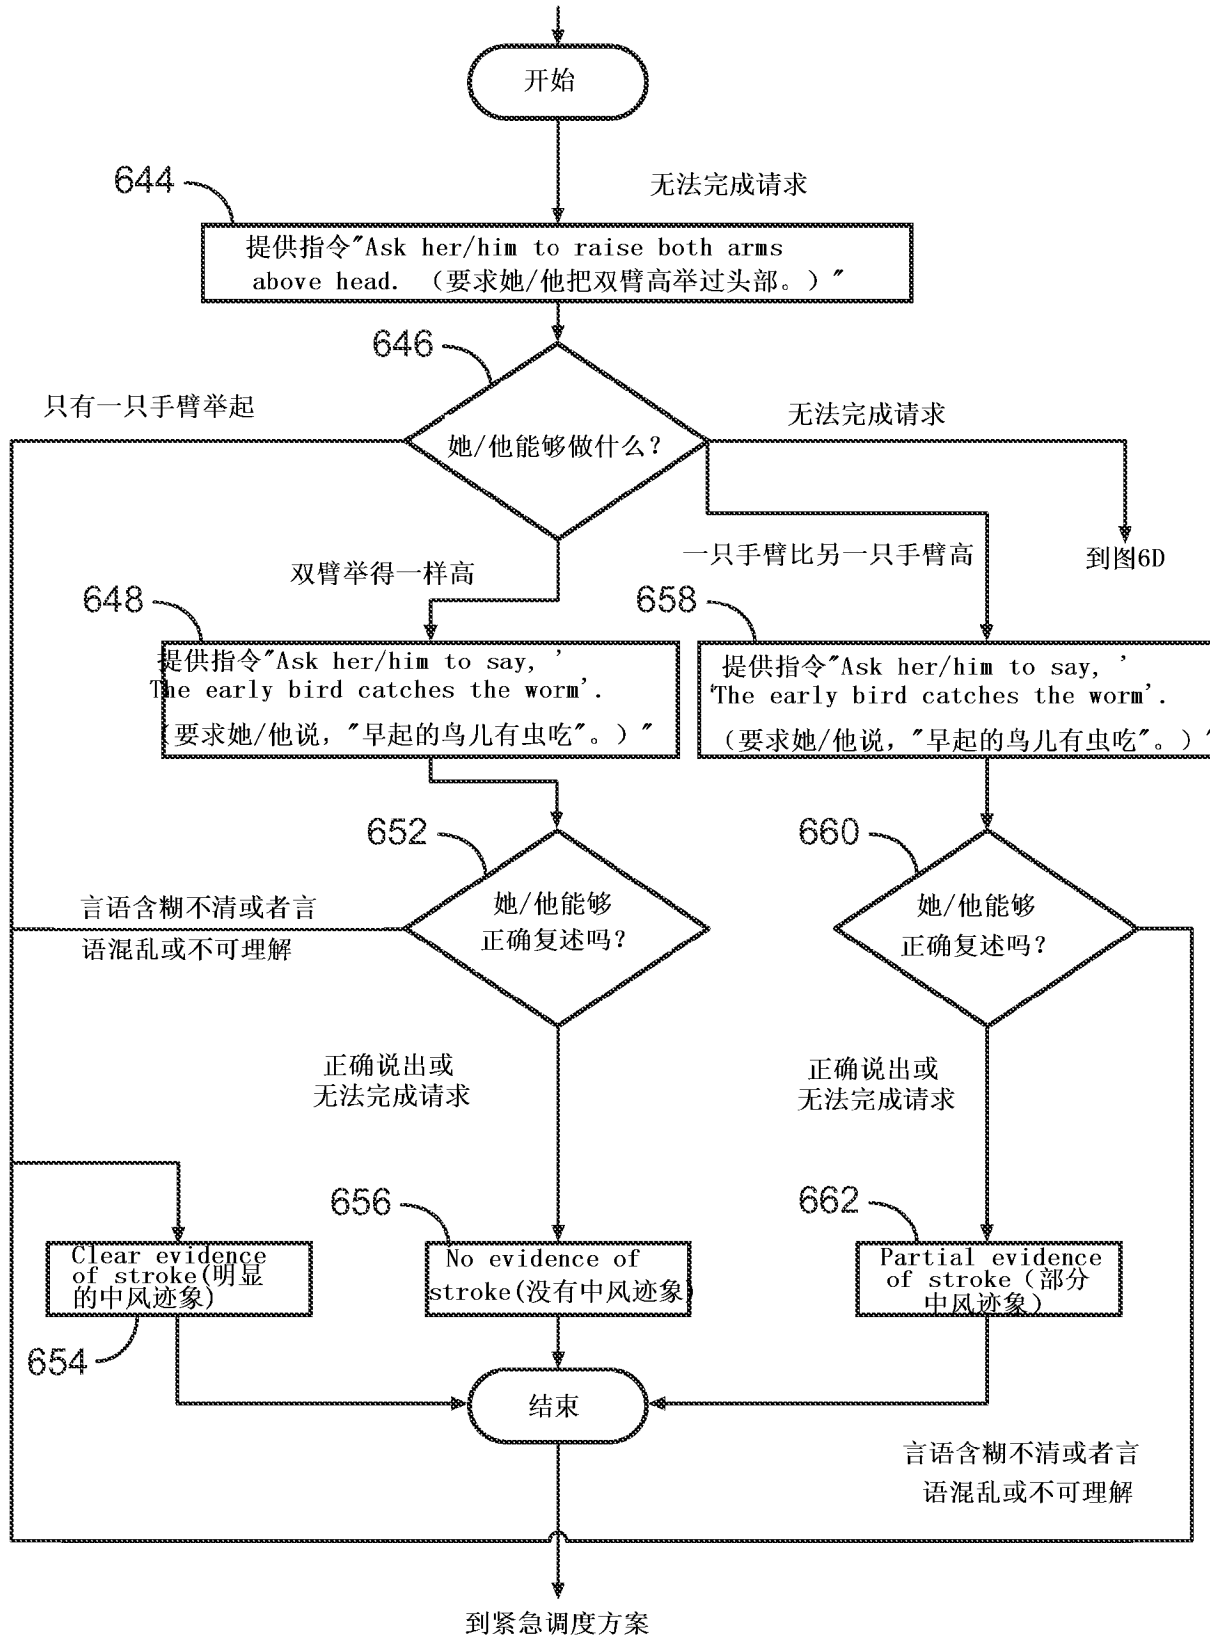 开始
无法完成请求
644
提供指令"Ask her/him to raise both arms
above head. （要求她/他把双臂高举过头部。）"
646
只有一只手臂举起
无法完成请求
她/他能够做什么？
一只手臂比另一只手臂高
到图6D
双臂举得一样高
648
658
提供指令"Ask her/him to say, '
The early bird catches the worm'.
（要求她/他说，"早起的鸟儿有虫吃"。）"
提供指令"Ask her/him to say, '
'The early bird catches the worm'.
（要求她/他说，"早起的鸟儿有虫吃"。）"
652
660
她/他能够
正确复述吗？
她/他能够
正确复述吗？
言语含糊不清或者言
语混乱或不可理解
正确说出或
无法完成请求
正确说出或
无法完成请求
656
662
Clear evidence
of stroke(明显
的中风迹象)
No evidence of
stroke(没有中风迹象)
Partial evidence
of stroke（部分
中风迹象）
654
结束
言语含糊不清或者言
语混乱或不可理解
到紧急调度方案